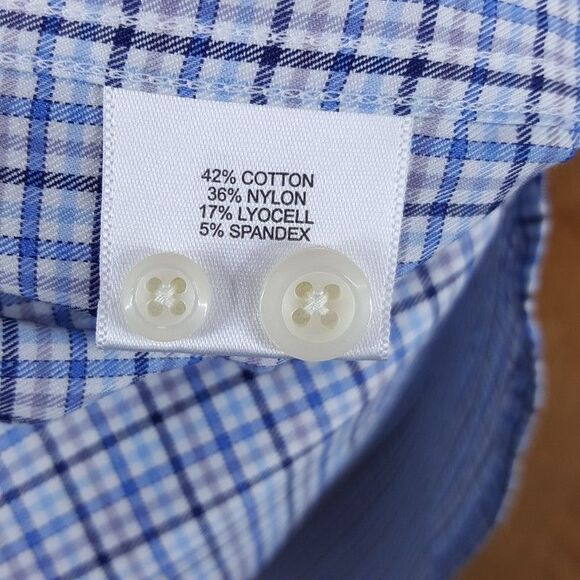 42% COTTON
36% NYLON
17% LYOCELL
5% SPANDEX